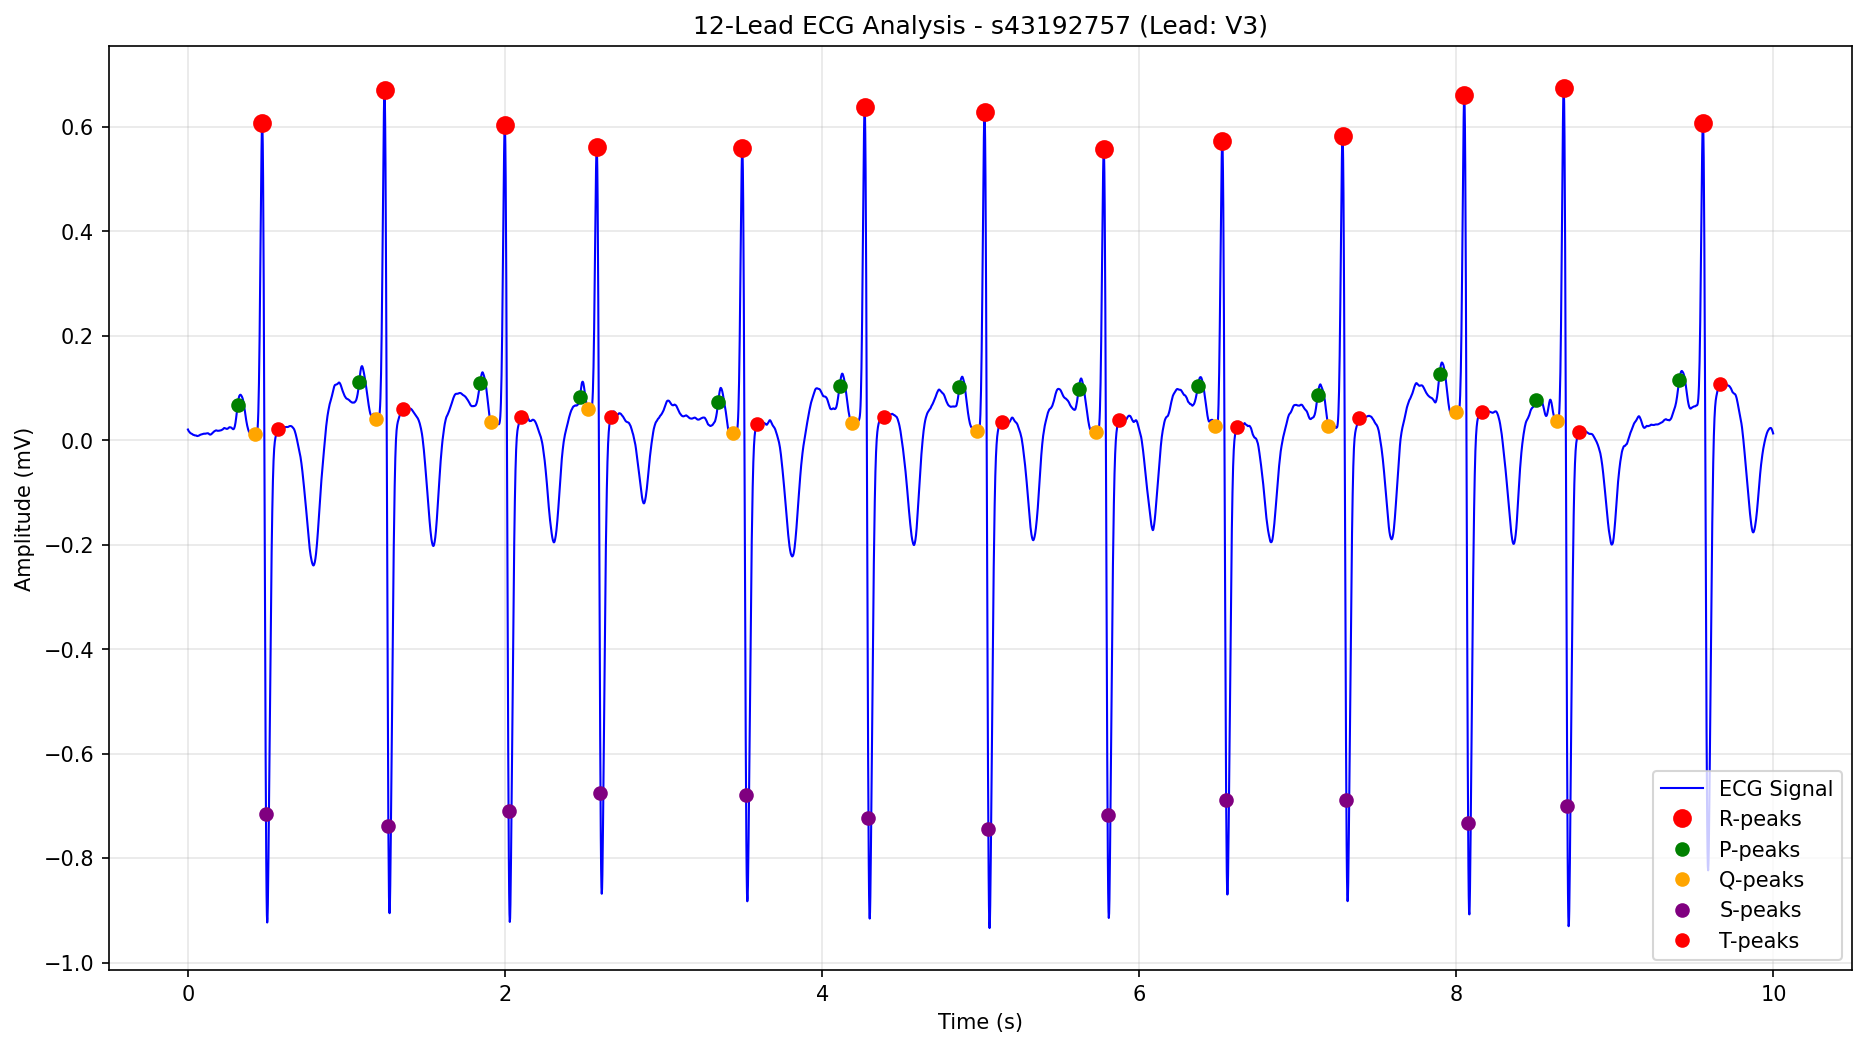 12-Lead ECG Analysis - s43192757 (Lead: V3)
Amplitude (mV)
0.6
0.4
0.2
0.0
−0.2
−0.4
−0.6
−0.8
−1.0
0 2 4 6 8 10
Time (s)
ECG Signal
R-peaks
P-peaks
Q-peaks
S-peaks
T-peaks